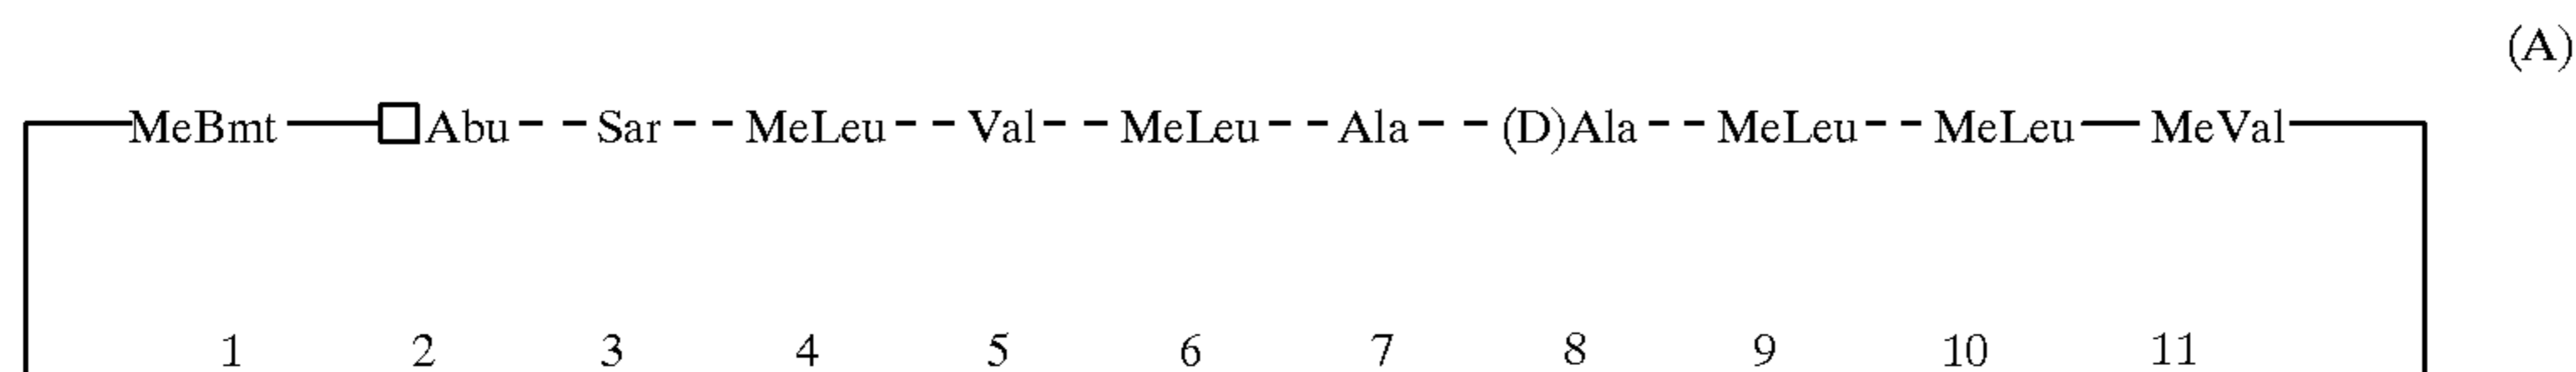 (A)
MeBmt——□Abu- -Sar- -MeLeu- -Val- -MeLeu- -Ala- -(D)Ala- -MeLeu- -MeLeu—MeVal
1 2 3 4 5 6 7 8 9 10 11